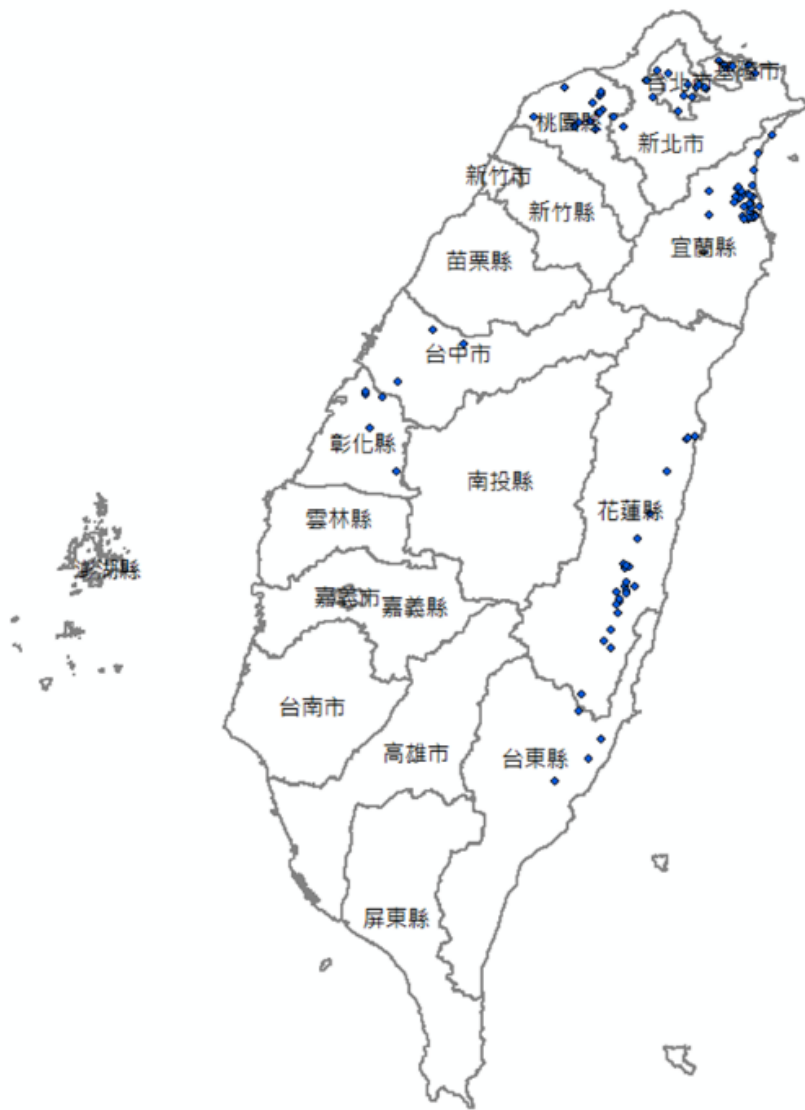 基隆市
台北市
桃園縣
新北市
新竹市
新竹縣
宜蘭縣
苗栗縣
台中市
彰化縣
南投縣
花蓮縣
雲林縣
澎湖縣
嘉義市
嘉義縣
台南市
高雄市
台東縣
屏東縣